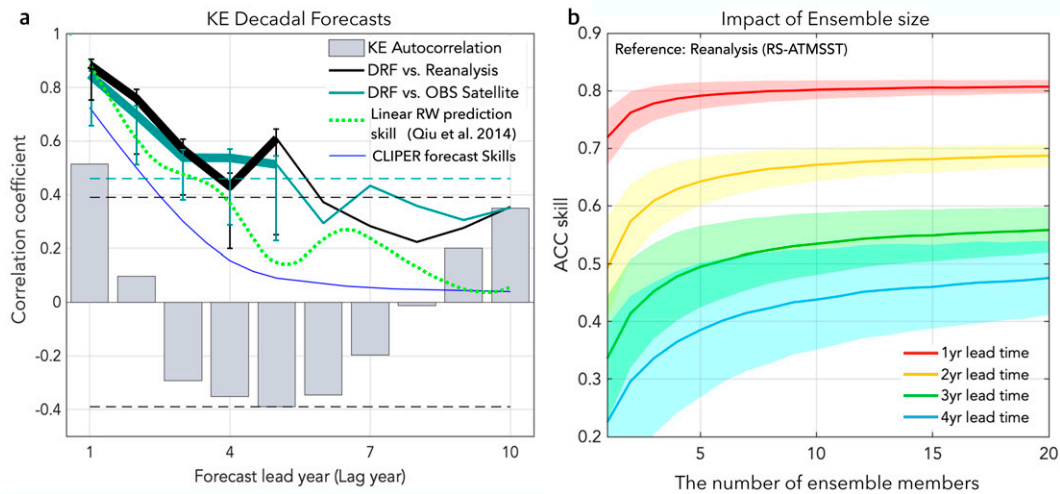 a
KE Decadal Forecasts
KE Autocorrelation
DRF vs. Reanalysis
DRF vs. OBS Satellite
Linear RW prediction
skill (Qiu et al. 2014)
CLIPER forecast Skills
Correlation coefficient
1
0.8
0.6
0.4
0.2
0
-0.2
-0.4
1
4
7
10
Forecast lead year (Lag year)
b
Impact of Ensemble size
Reference: Reanalysis (RS-ATMSST)
ACC skill
0.9
0.8
0.7
0.6
0.5
0.4
0.3
0.2
1yr lead time
2yr lead time
3yr lead time
4yr lead time
5
10
15
20
The number of ensemble members